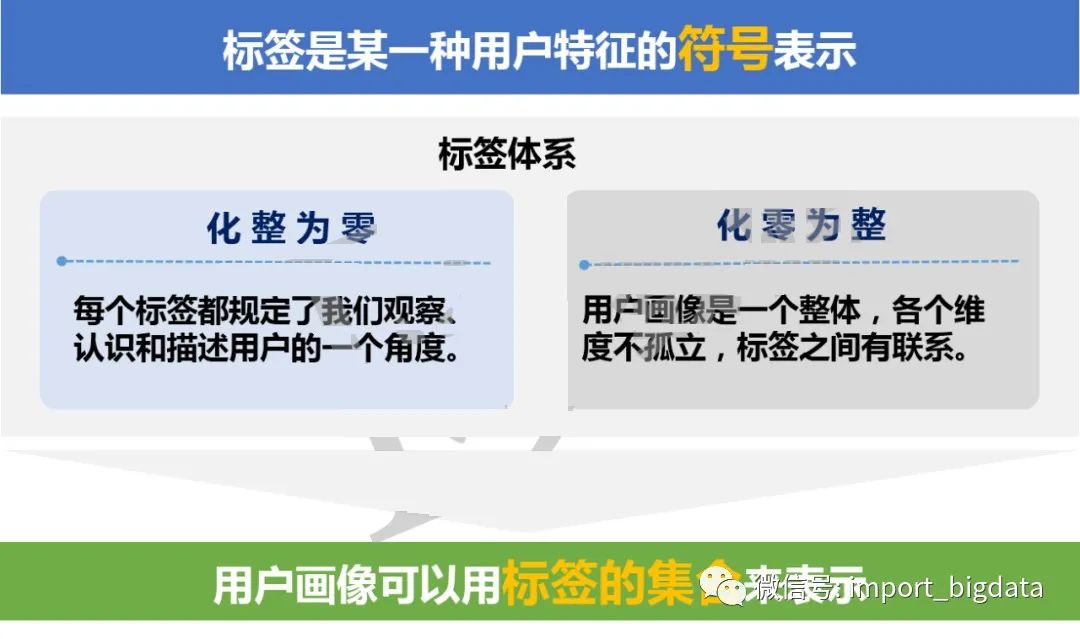 标签是某一种用户特征的符号表示
标签体系
化整为零
每个标签都规定了我们观察、
认识和描述用户的一个角度。
化零为整
用户画像是一个整体，各个维
度不孤立，标签之间有联系。
用户画像可以用标签的集合来表示
微信号: import_bigdata